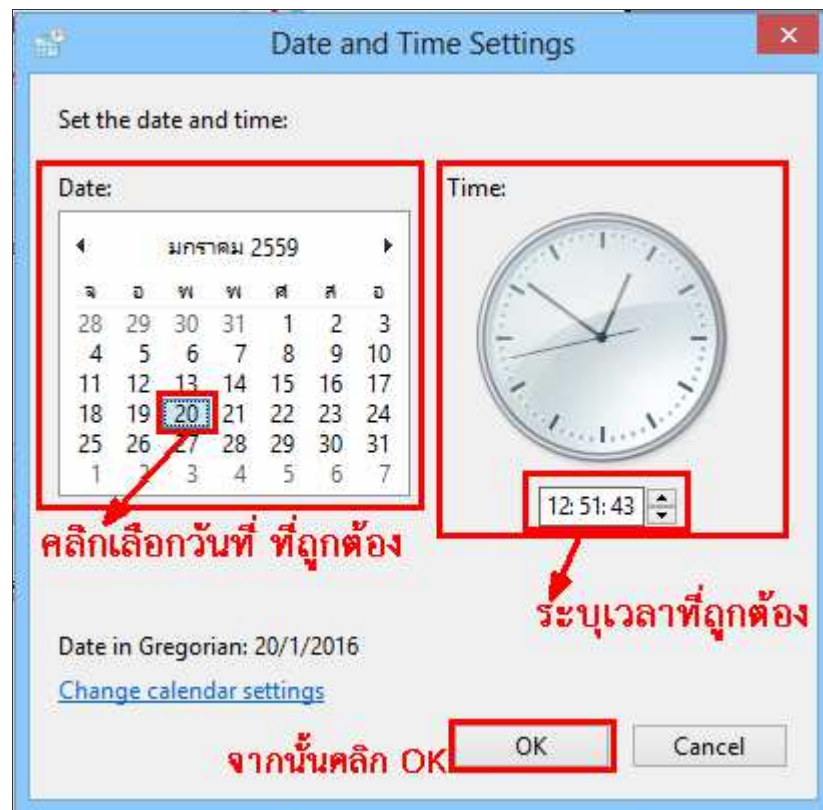 Date and Time Settings
Set the date and time:
Date:
Time:
มกราคม 2559
จ อ พ พ ศ ส อ
28 29 30 31 1 2 3
4 5 6 7 8 9 10
11 12 13 14 15 16 17
18 19 20 21 22 23 24
25 26 27 28 29 30 31
1 2 3 4 5 6 7
12: 51: 43
คลิกเลือกวันที่ ที่ถูกต้อง
ระบุเวลาที่ถูกต้อง
Date in Gregorian: 20/1/2016
Change calendar settings
จากนั้นคลิก OK
OK
Cancel